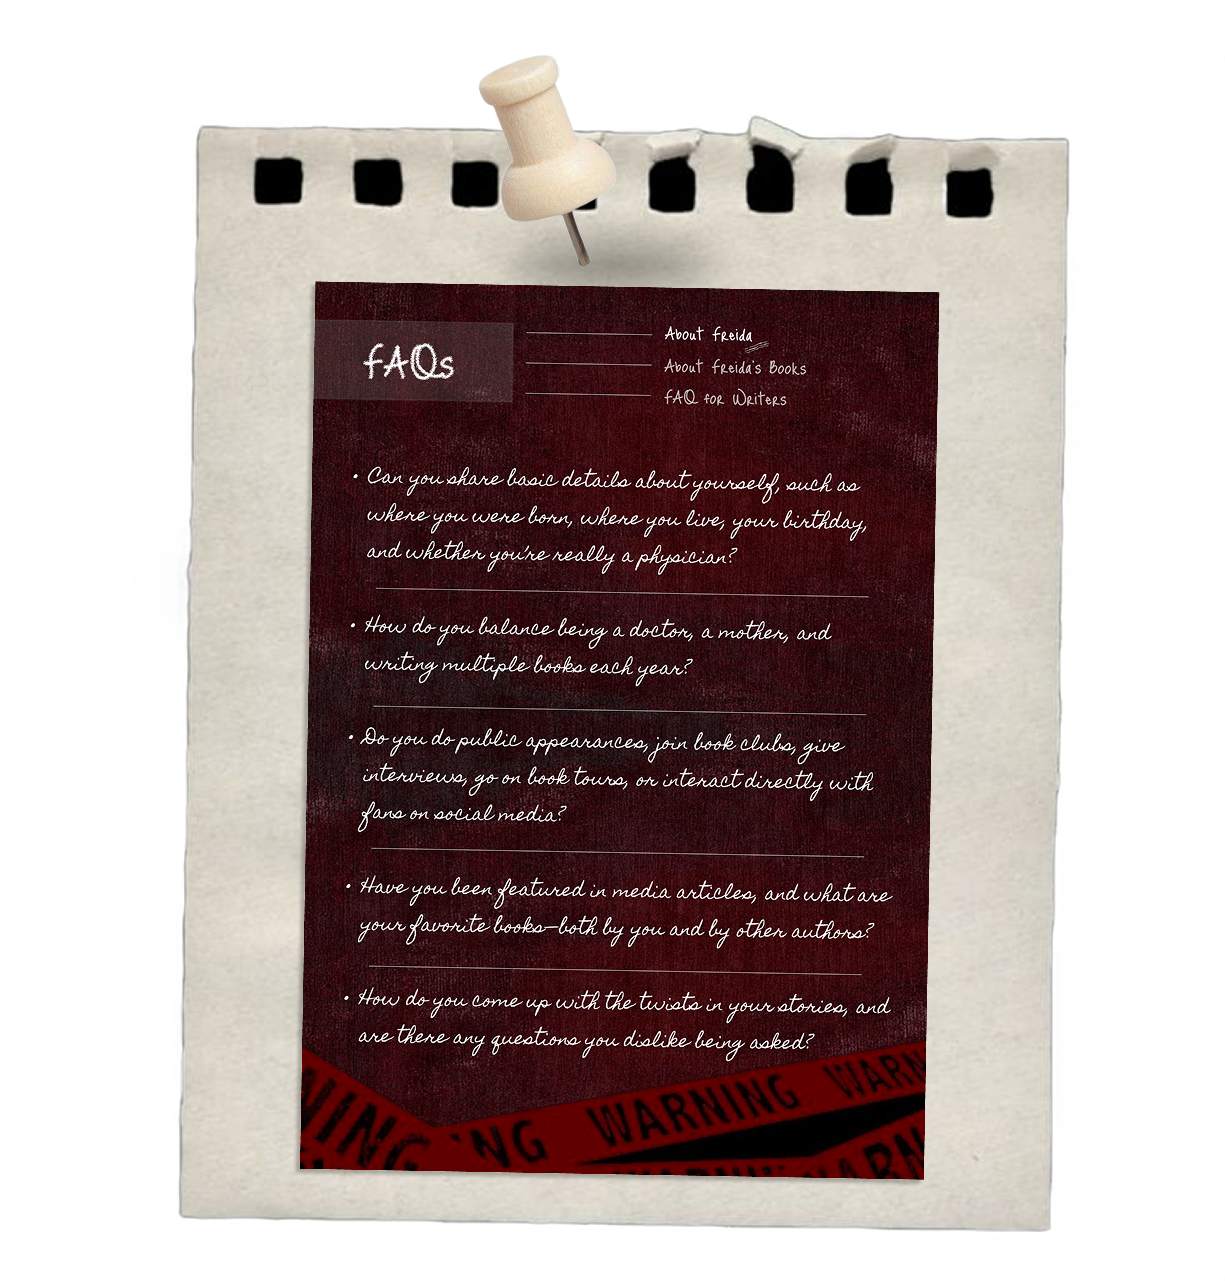 FAQs
About Freida
About Freida's Books
FAQ for Writers
• Can you share basic details about yourself, such as
where you were born, where you live, your birthday,
and whether you're really a physician?
• How do you balance being a doctor, a mother, and
writing multiple books each year?
• Do you do public appearances, join book clubs, give
interviews, go on book tours, or interact directly with
fans on social media?
• Have you been featured in media articles, and what are
your favorite books—both by you and by other authors?
• How do you come up with the twists in your stories, and
are there any questions you dislike being asked?
WARN
WARNING
NING
NG